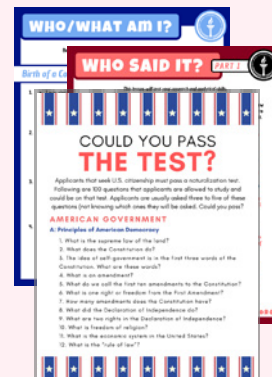 WHO/WHAT AM I?
Birth of a Co
WHO SAID IT?
PART 1
COULD YOU PASS
THE TEST?
Applicants that seek U.S. citizenship must pass a naturalization test.
Following are 100 questions that applicants are allowed to study and
could be on that test. Applicants are usually asked three to five of these
questions (not knowing which ones they will be asked. Could you pass?
AMERICAN GOVERNMENT
A: Principles of American Democracy
1. What is the supreme law of the land?
2. What does the Constitution do?
3. The idea of self-government is in the first three words of the
Constitution. What are these words?
4. What is an amendment?
5. What do we call the first ten amendments to the Constitution?
6. What is one right or freedom from the First Amendment?
7. How many amendments does the Constitution have?
8. What did the Declaration of Independence do?
9. What are two rights in the Declaration of Independence?
10. What is freedom of religion?
11. What is the economic system in the United States?
12. What is the "rule of law"?